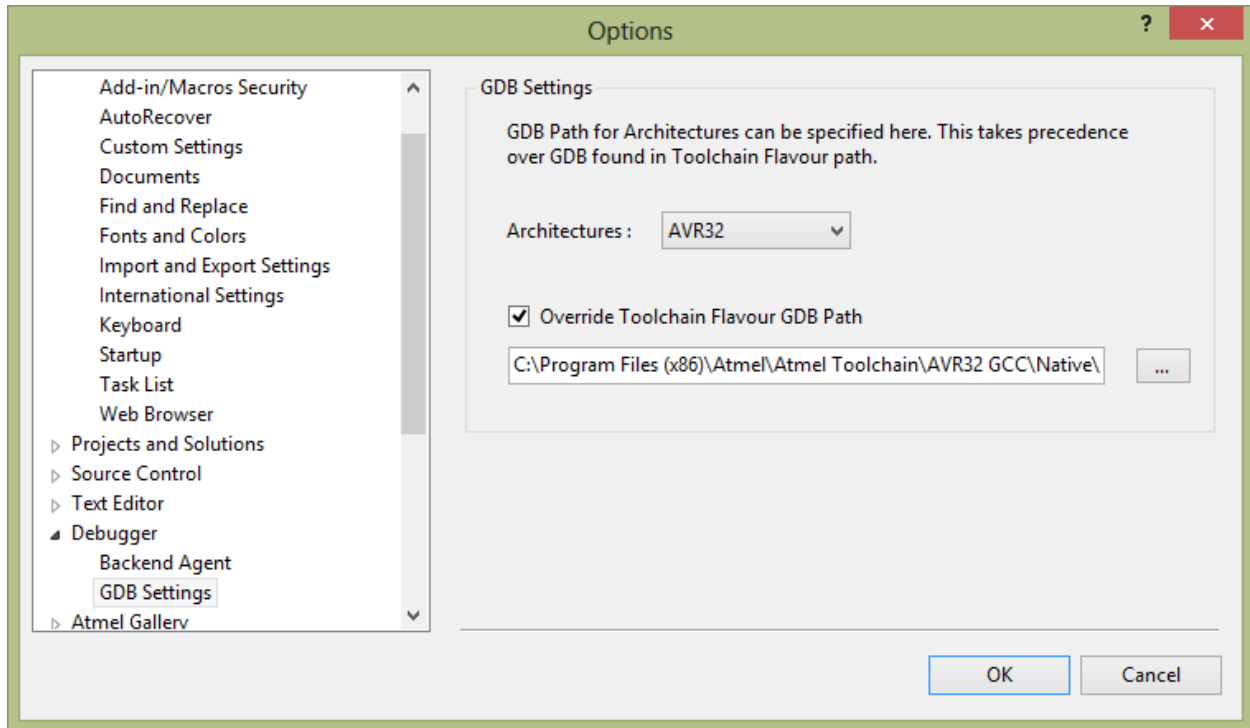 Options
?
Add-in/Macros Security
AutoRecover
Custom Settings
Documents
Find and Replace
Fonts and Colors
Import and Export Settings
International Settings
Keyboard
Startup
Task List
Web Browser
Projects and Solutions
Source Control
Text Editor
Debugger
Backend Agent
GDB Settings
Atmel Gallery
GDB Settings
GDB Path for Architectures can be specified here. This takes precedence
over GDB found in Toolchain Flavour path.
Architectures :
AVR32
Override Toolchain Flavour GDB Path
C:\Program Files (x86)\Atmel\Atmel Toolchain\AVR32 GCC\Native\
...
OK
Cancel